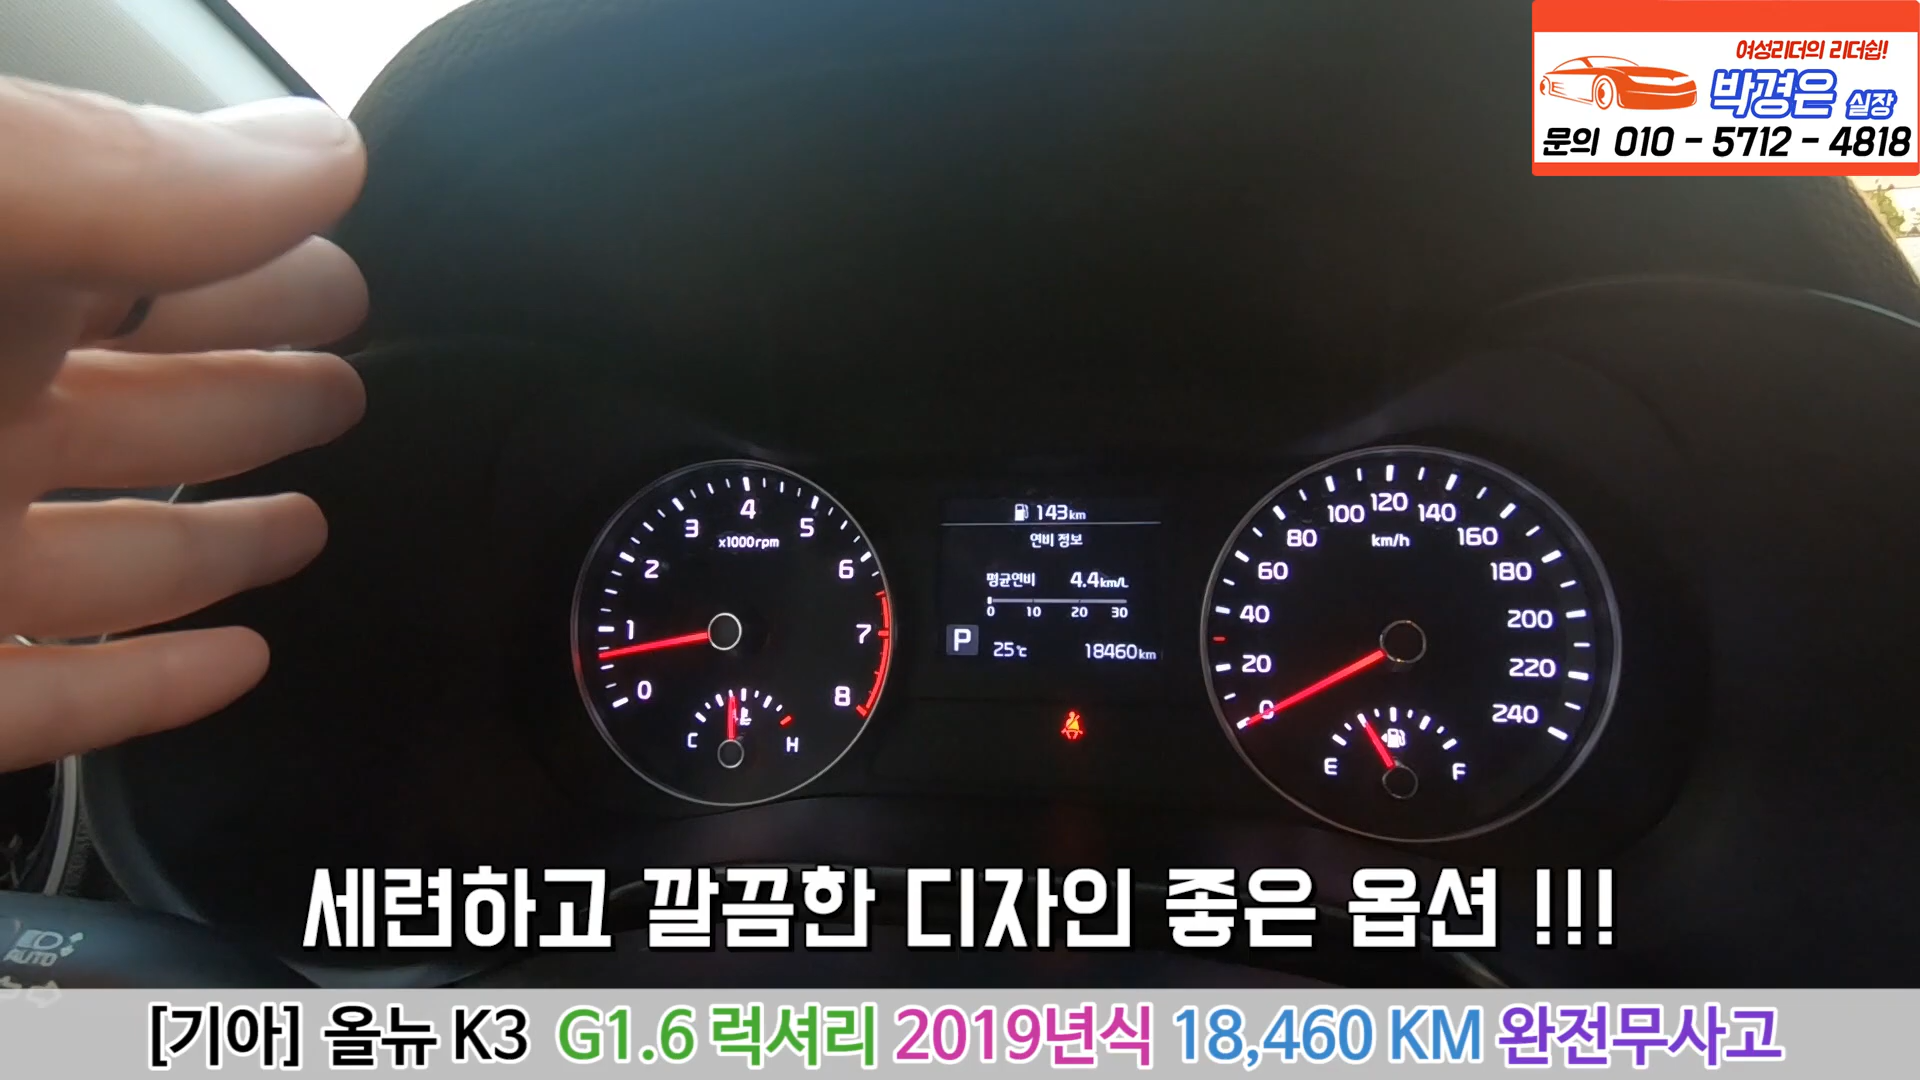 여성리더의 리더쉽!
박경은 실장
문의 010 - 5712 - 4818
143km
연비 정보
평균연비 4.4km/L
0 10 20 30
P 25℃ 18460km
0 1 2 3 4 5 6 7 8
x1000rpm
C H
0 20 40 60 80 100 120 140 160 180 200 220 240
km/h
E F
AUTO
세련하고 깔끔한 디자인 좋은 옵션 !!!
[기아] 올뉴 K3 G1.6 럭셔리 2019년식 18,460 KM 완전무사고